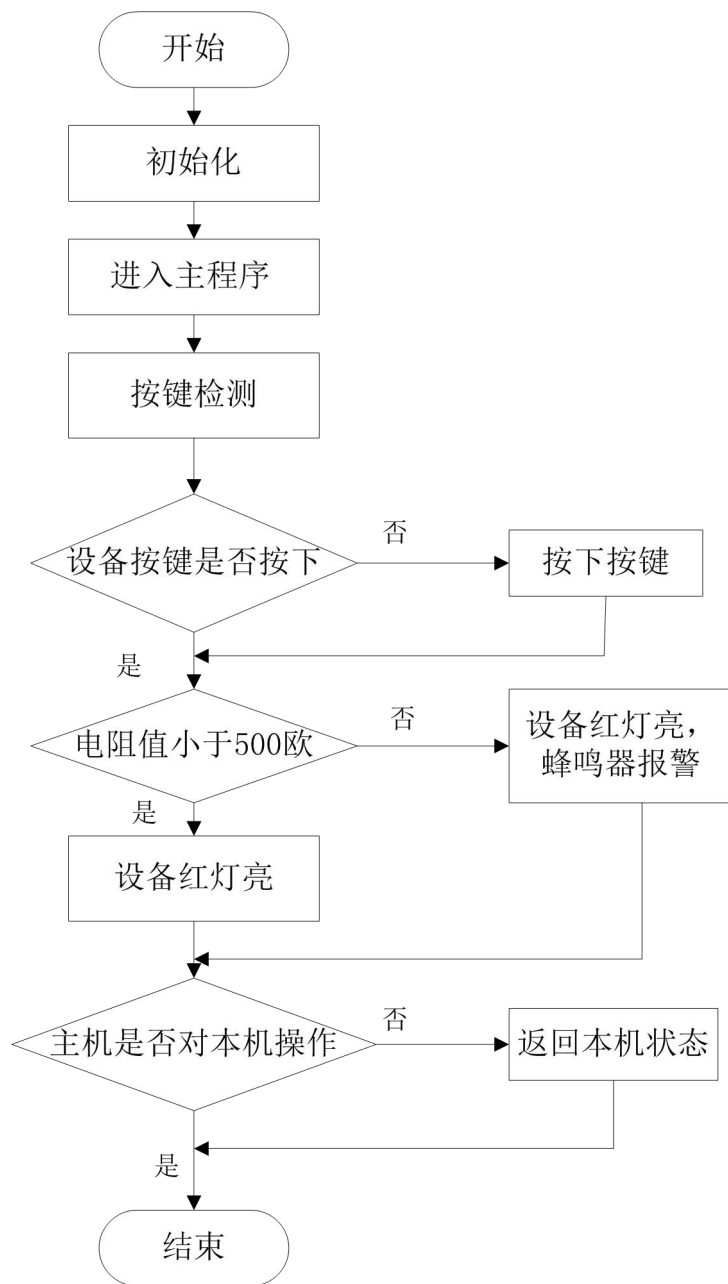 开始
初始化
进入主程序
按键检测
设备按键是否按下
否
按下按键
是
电阻值小于500欧
否
设备红灯亮，
蜂鸣器报警
是
设备红灯亮
主机是否对本机操作
否
返回本机状态
是
结束